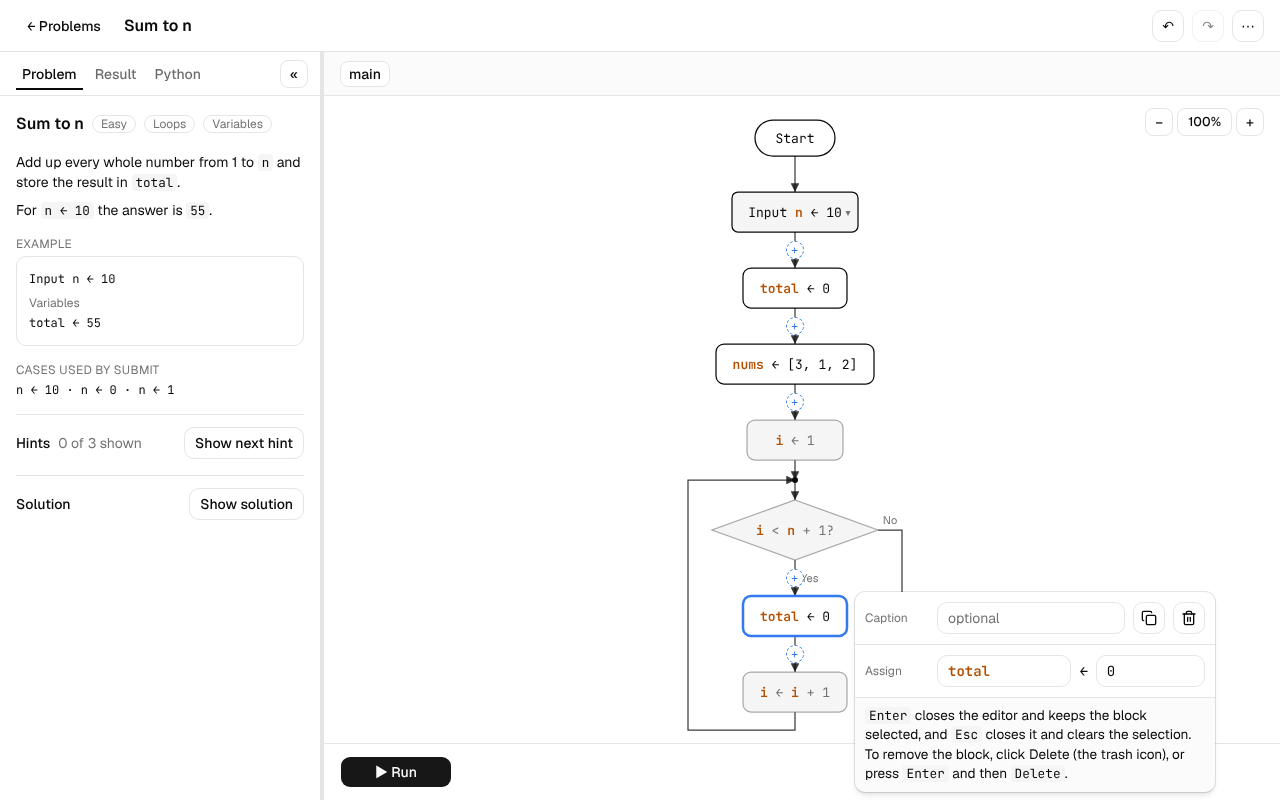 ← Problems
Sum to n
↶
↷
⋯
Problem
Result
Python
«
main
Sum to n
Easy
Loops
Variables
Add up every whole number from 1 to n and
store the result in total.
For n ← 10 the answer is 55.
EXAMPLE
Input n ← 10
Variables
total ← 55
CASES USED BY SUBMIT
n ← 10 · n ← 0 · n ← 1
Hints 0 of 3 shown
Show next hint
Solution
Show solution
−
100%
+
Start
Input n ← 10 ▾
+
total ← 0
+
nums ← [3, 1, 2]
+
i ← 1
i < n + 1?
No
+
Yes
total ← 0
+
i ← i + 1
Caption
optional
Assign
total
←
0
Enter closes the editor and keeps the block
selected, and Esc closes it and clears the selection.
To remove the block, click Delete (the trash icon), or
press Enter and then Delete.
▶ Run